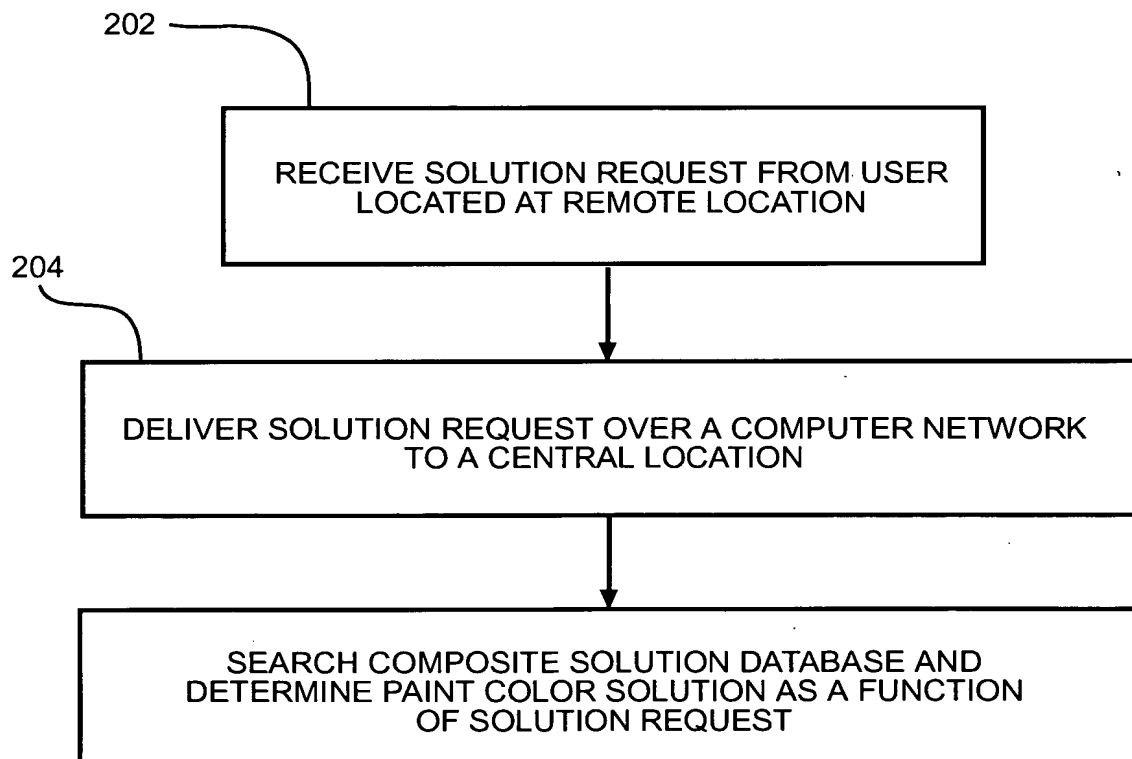 202
RECEIVE SOLUTION REQUEST FROM USER
LOCATED AT REMOTE LOCATION
204
DELIVER SOLUTION REQUEST OVER A COMPUTER NETWORK
TO A CENTRAL LOCATION
SEARCH COMPOSITE SOLUTION DATABASE AND
DETERMINE PAINT COLOR SOLUTION AS A FUNCTION
OF SOLUTION REQUEST